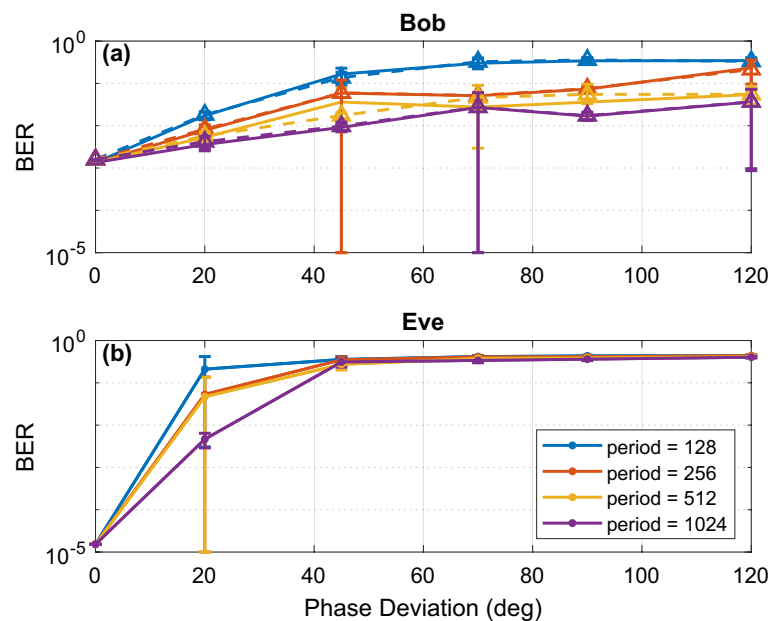 Bob
(a)
10^0
BER
10^-5
0 20 40 60 80 100 120
Eve
(b)
10^0
BER
10^-5
period = 128
period = 256
period = 512
period = 1024
0 20 40 60 80 100 120
Phase Deviation (deg)